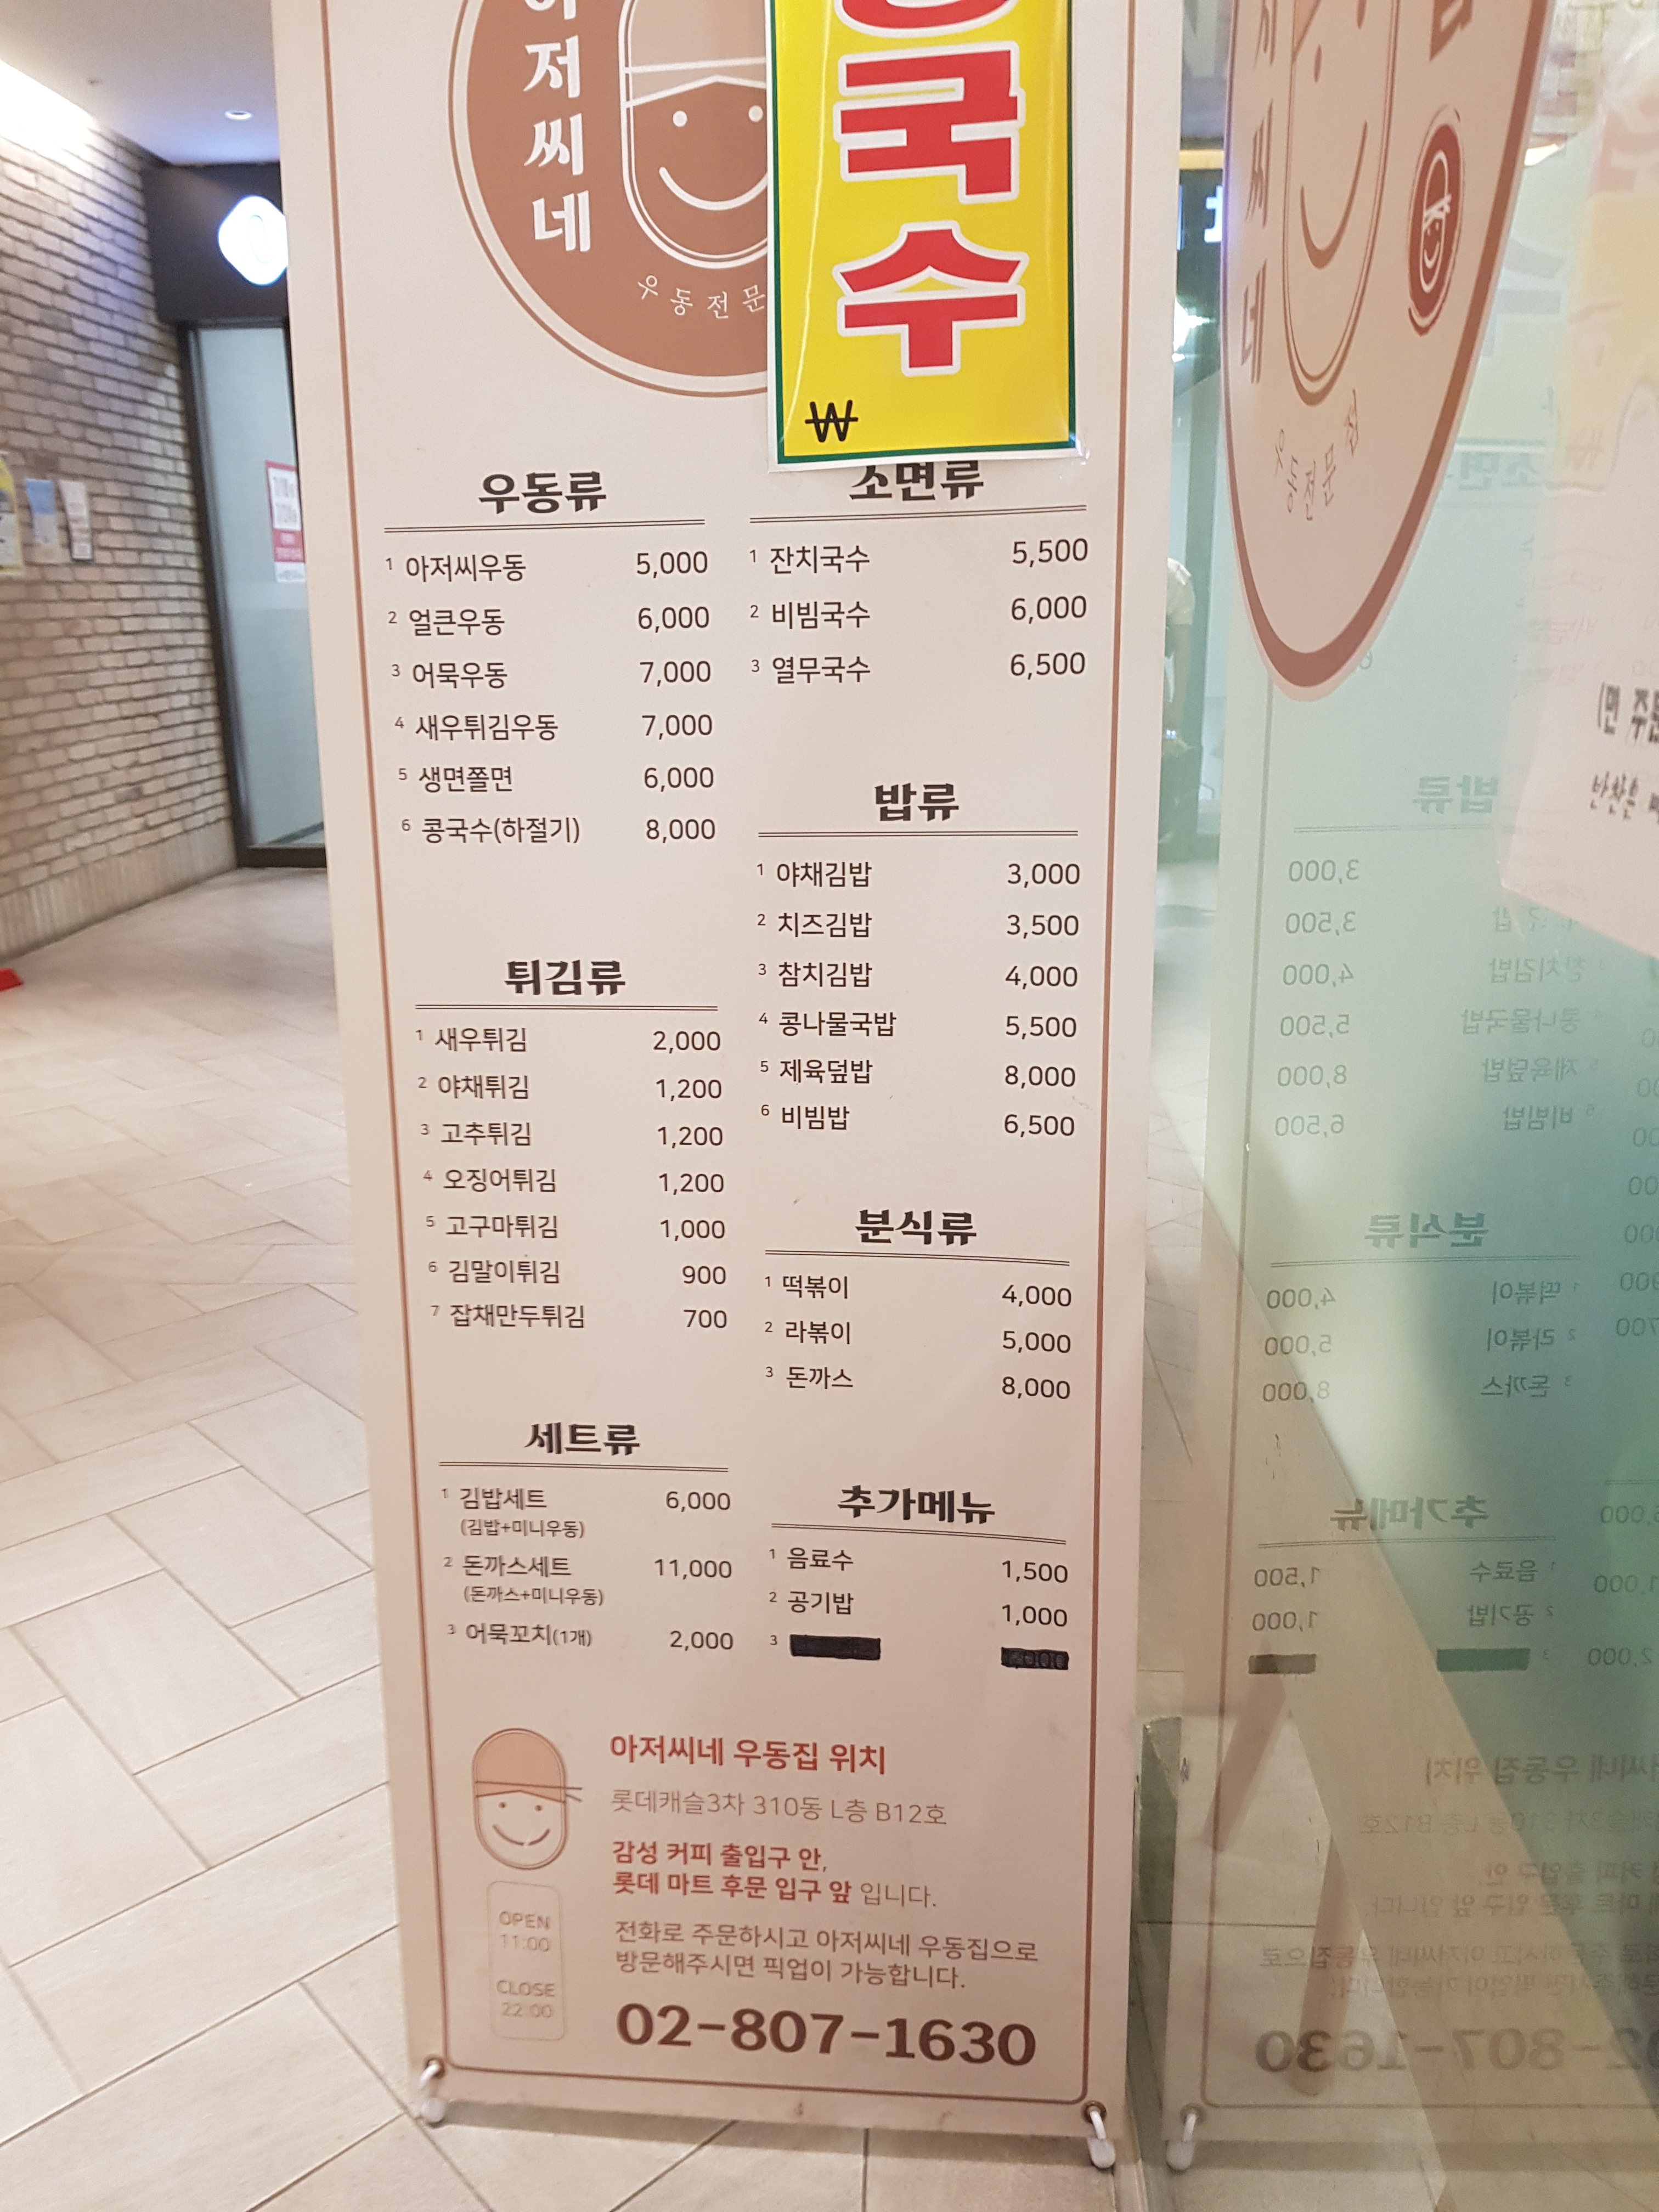 아저씨네
우동전문
국수
₩
우동류
1 아저씨우동 5,000
2 얼큰우동 6,000
3 어묵우동 7,000
4 새우튀김우동 7,000
5 생면쫄면 6,000
6 콩국수(하절기) 8,000
튀김류
1 새우튀김 2,000
2 야채튀김 1,200
3 고추튀김 1,200
4 오징어튀김 1,200
5 고구마튀김 1,000
6 김말이튀김 900
7 잡채만두튀김 700
세트류
1 김밥세트 6,000
(김밥+미니우동)
2 돈까스세트 11,000
(돈까스+미니우동)
3 어묵꼬치(1개) 2,000
소면류
1 잔치국수 5,500
2 비빔국수 6,000
3 열무국수 6,500
밥류
1 야채김밥 3,000
2 치즈김밥 3,500
3 참치김밥 4,000
4 콩나물국밥 5,500
5 제육덮밥 8,000
6 비빔밥 6,500
분식류
1 떡볶이 4,000
2 라볶이 5,000
3 돈까스 8,000
추가메뉴
1 음료수 1,500
2 공기밥 1,000
3
아저씨네 우동집 위치
롯데캐슬3차 310동 L층 B12호
감성 커피 출입구 안,
롯데 마트 후문 입구 앞 입니다.
전화로 주문하시고 아저씨네 우동집으로
방문해주시면 픽업이 가능합니다.
02-807-1630
OPEN
11:00
CLOSE
22:00